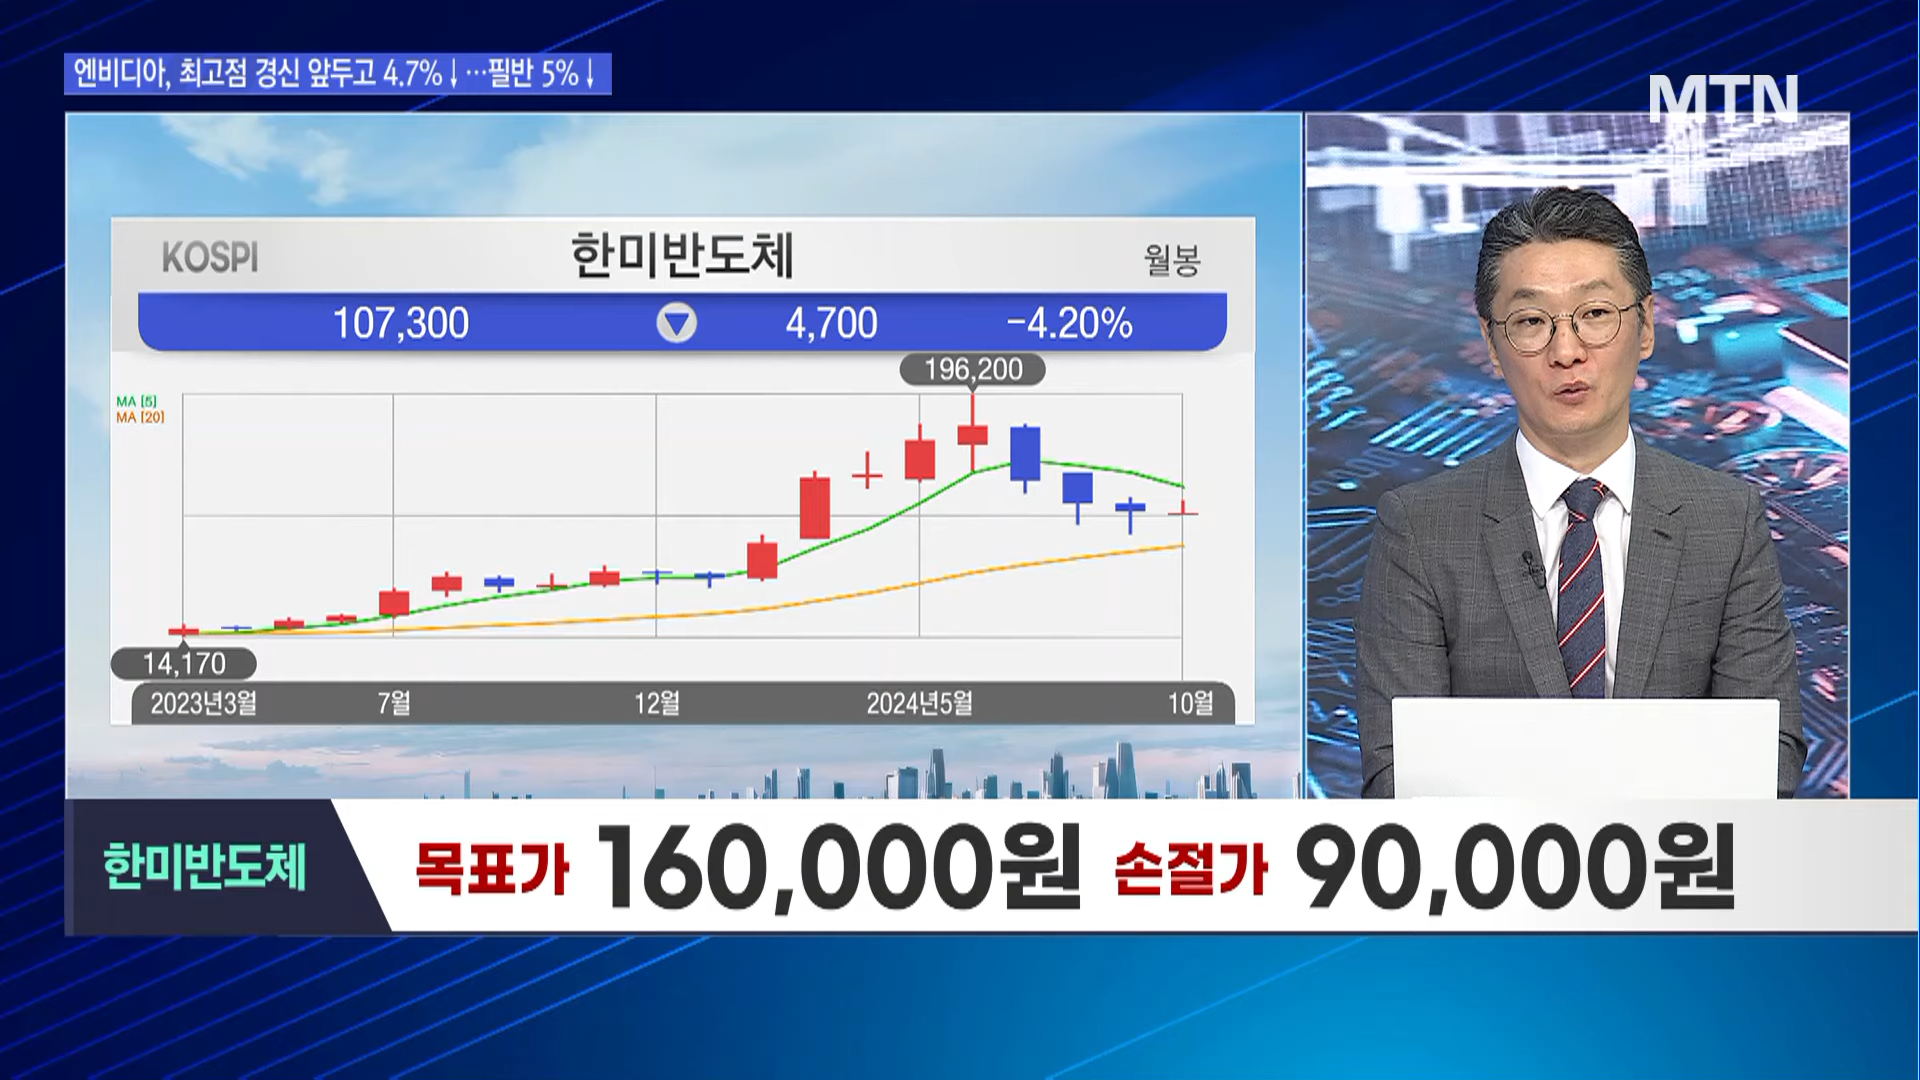 엔비디아, 최고점 경신 앞두고 4.7%↓…필반 5%↓
MTN
KOSPI 한미반도체 월봉
107,300 ▼ 4,700 -4.20%
196,200
MA [5]
MA [20]
14,170
2023년3월 7월 12월 2024년5월 10월
한미반도체 목표가 160,000원 손절가 90,000원